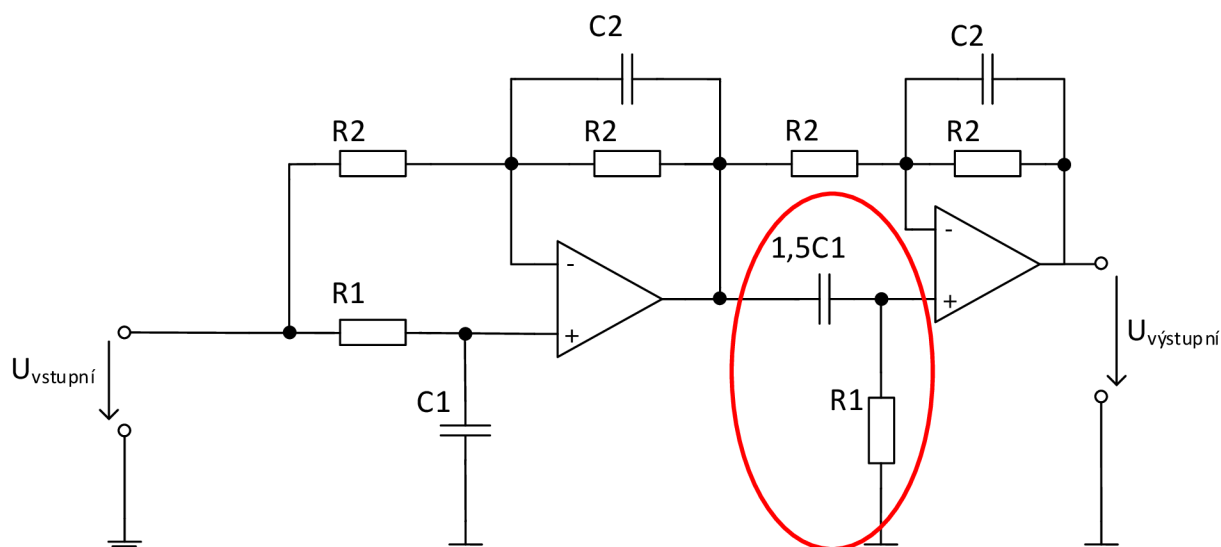 C2
C2
R2
R2
R2
R2
-
1,5C1
-
R1
+
+
Uvstupní
Uvýstupní
C1
R1